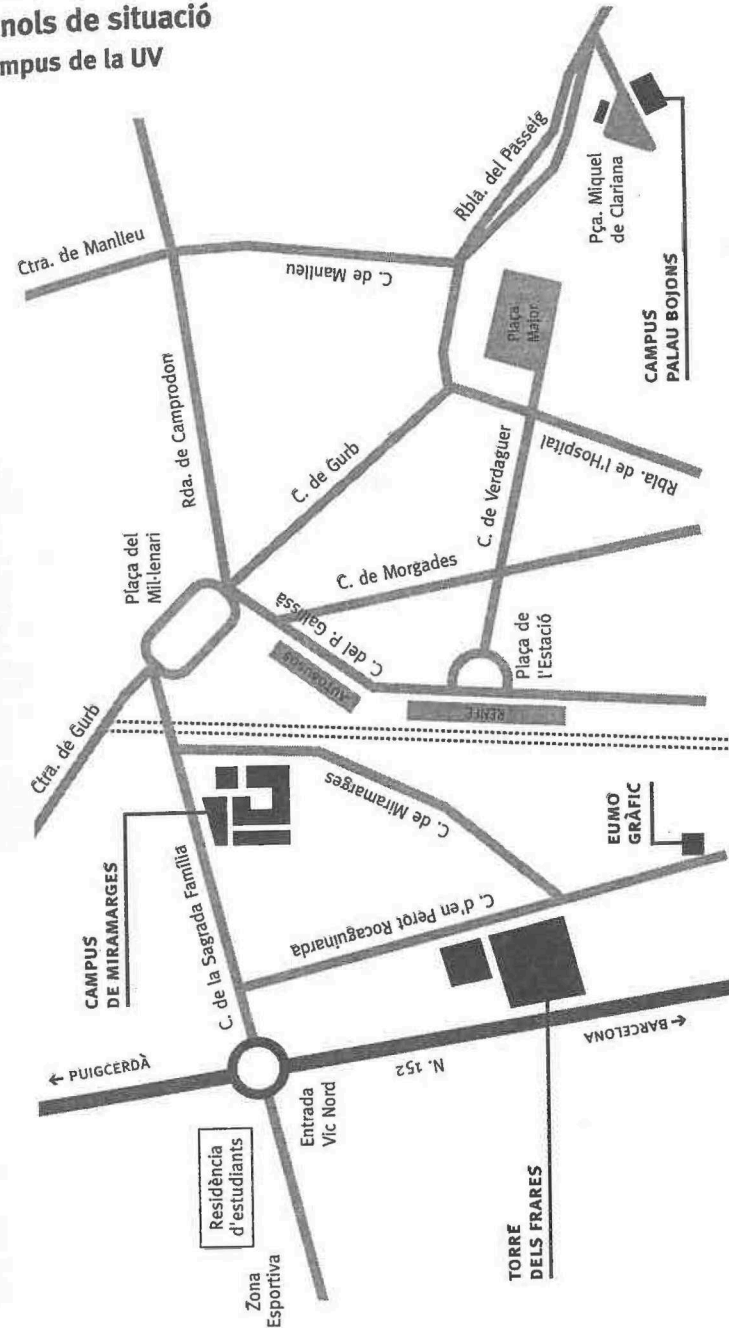 nols de situació
mpus de la UV
Ctra. de Manlleu
C. de Manlleu
Rbla. del Passeig
Pça. Miquel
de Clariana
CAMPUS
PALAU BOJONS
Plaça
Major
Rda. de Camprodon
C. de Gurb
Rbla. de l'Hospital
C. de Verdaguer
C. de Morgades
Plaça del
Mil·lenari
C. del P. Gallissà
AUTOBUSOS
Plaça de
l'Estació
RENFE
Ctra. de Gurb
CAMPUS
DE MIRAMARGES
C. de la Sagrada Família
C. de Miramarges
C. d'en Perot Rocaguinarda
EUMO
GRÀFIC
← PUIGCERDÀ
N. 152
← BARCELONA
Entrada
Vic Nord
Residència
d'estudiants
Zona
Esportiva
TORRE
DELS FRARES